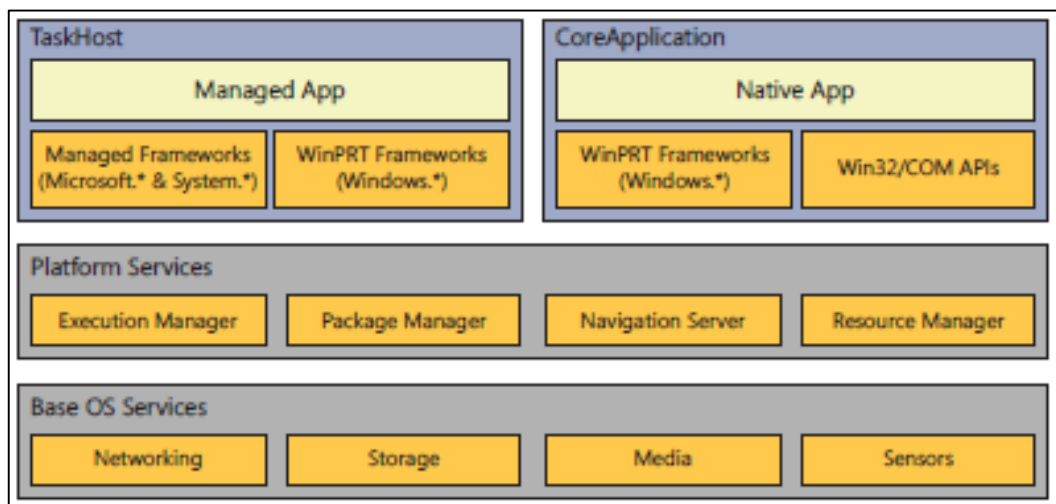 TaskHost
Managed App
Managed Frameworks
(Microsoft.* & System.*)
WinPRT Frameworks
(Windows.*)
CoreApplication
Native App
WinPRT Frameworks
(Windows.*)
Win32/COM APIs
Platform Services
Execution Manager
Package Manager
Navigation Server
Resource Manager
Base OS Services
Networking
Storage
Media
Sensors